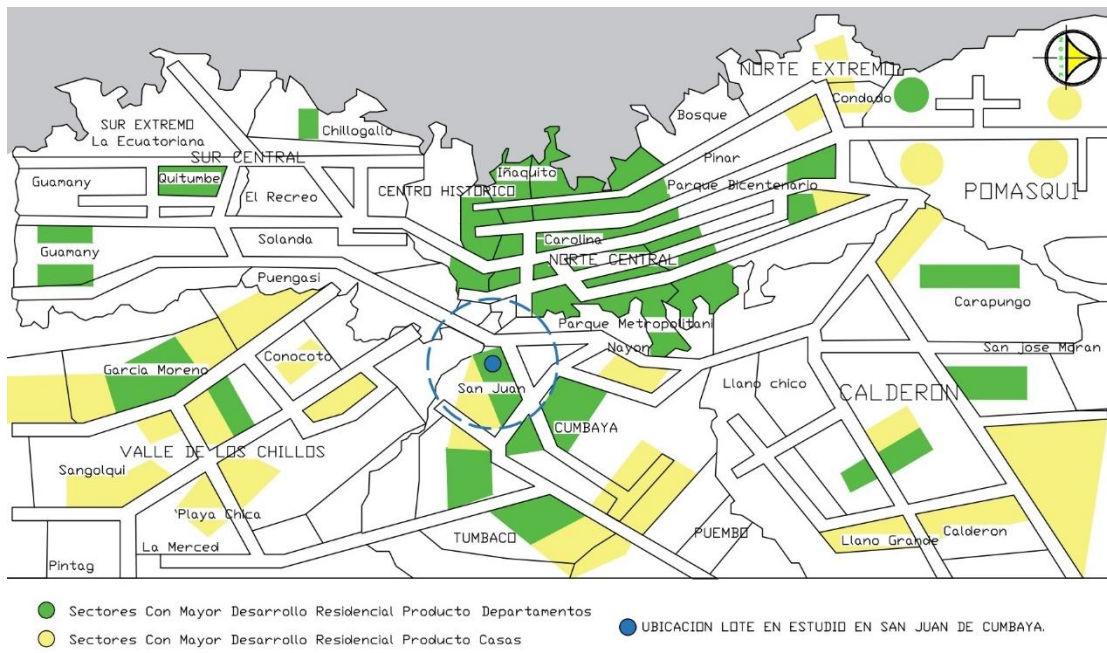 NORTE EXTREMO
Condado
Bosque
SUR EXTREMO
La Ecuatoriana
Chillogallo
SUR CENTRAL
Pinar
Iñaquito
Guamany
Quitumbe
El Recreo
CENTRO HISTÓRICO
Parque Bicentenario
POMASQUI
Solanda
Carolina
Guamany
NORTE CENTRAL
Puengasi
Carapungo
Parque Metropolitani
Conocoto
Nayon
San jose Moran
Garcia Moreno
San Juan
Llano chico
CALDERON
CUMBAYA
VALLE DE LOS CHILLOS
Sangolqui
Playa Chica
TUMBACO
PUEMBO
Calderon
Llano Grande
La Merced
Pintag
Sectores Con Mayor Desarrollo Residencial Producto Departamentos
Sectores Con Mayor Desarrollo Residencial Producto Casas
UBICACION LOTE EN ESTUDIO EN SAN JUAN DE CUMBAYA.